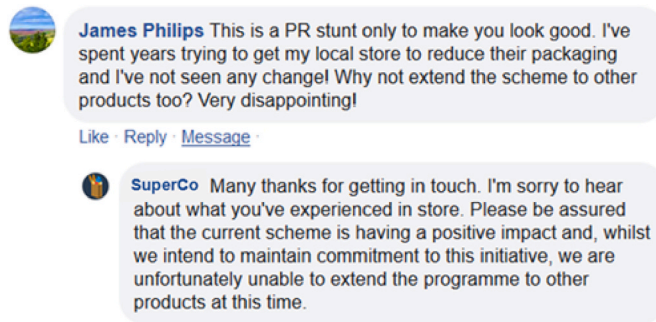 James Philips This is a PR stunt only to make you look good. I've
spent years trying to get my local store to reduce their packaging
and I've not seen any change! Why not extend the scheme to other
products too? Very disappointing!
Like · Reply · Message ·
SuperCo Many thanks for getting in touch. I'm sorry to hear
about what you've experienced in store. Please be assured
that the current scheme is having a positive impact and, whilst
we intend to maintain commitment to this initiative, we are
unfortunately unable to extend the programme to other
products at this time.